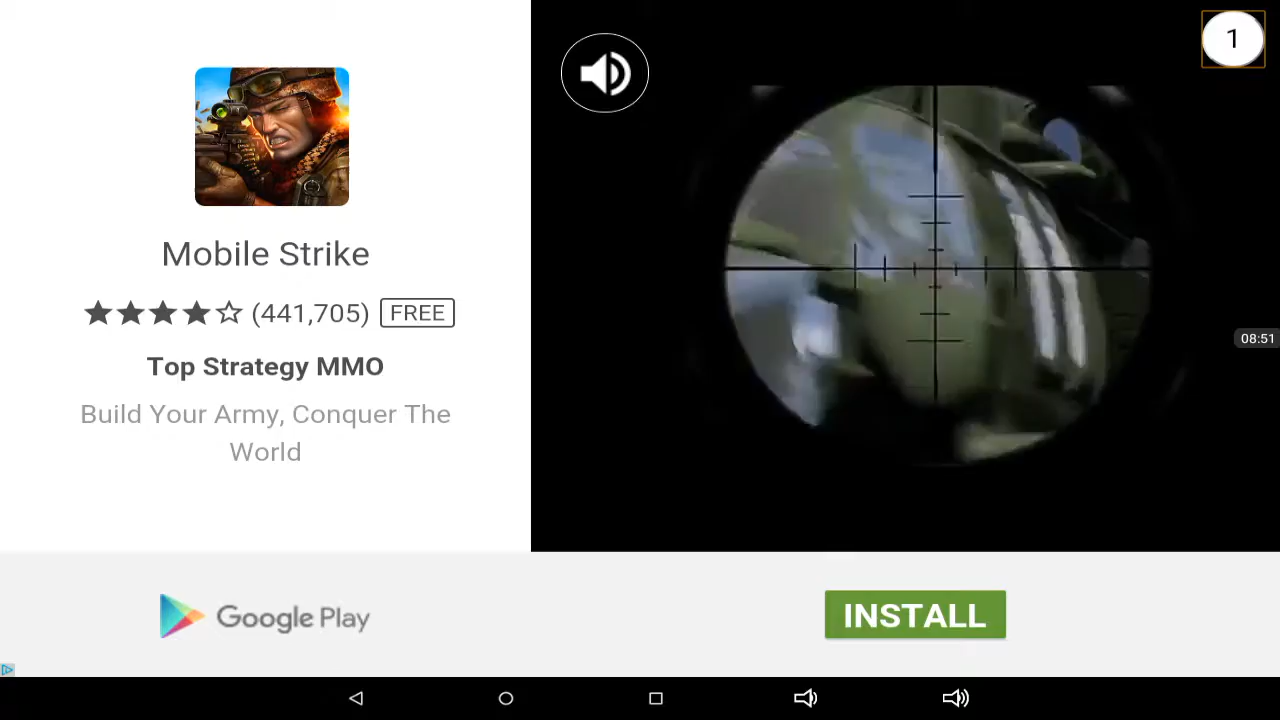 1
Mobile Strike
(441,705) FREE
08:51
Top Strategy MMO
Build Your Army, Conquer The
World
Google Play
INSTALL